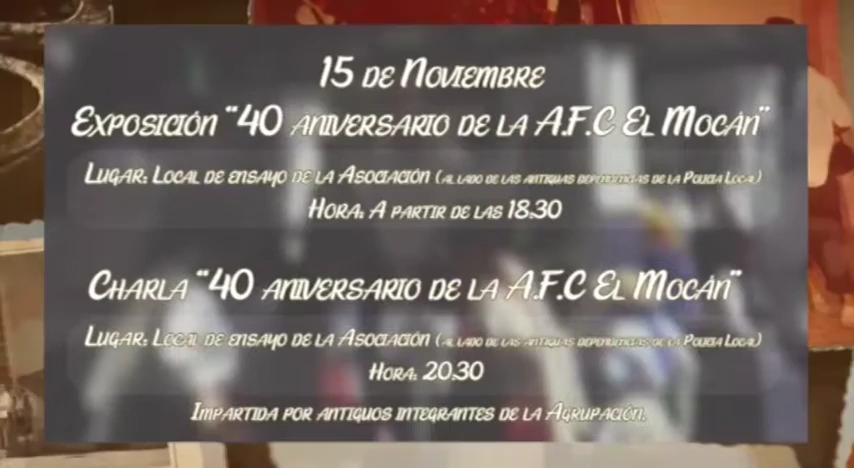 15 de Noviembre
Exposición "40 aniversario de la A.F.C El Mocán"
Lugar: Local de ensayo de la Asociación (al lado de las antiguas dependencias de la Policia Local)
Hora: A partir de las 18:30
Charla "40 aniversario de la A.F.C El Mocán"
Lugar: Local de ensayo de la Asociación (al lado de las antiguas dependencias de la Policia Local)
Hora: 20:30
Impartida por antiguos integrantes de la Agrupación.